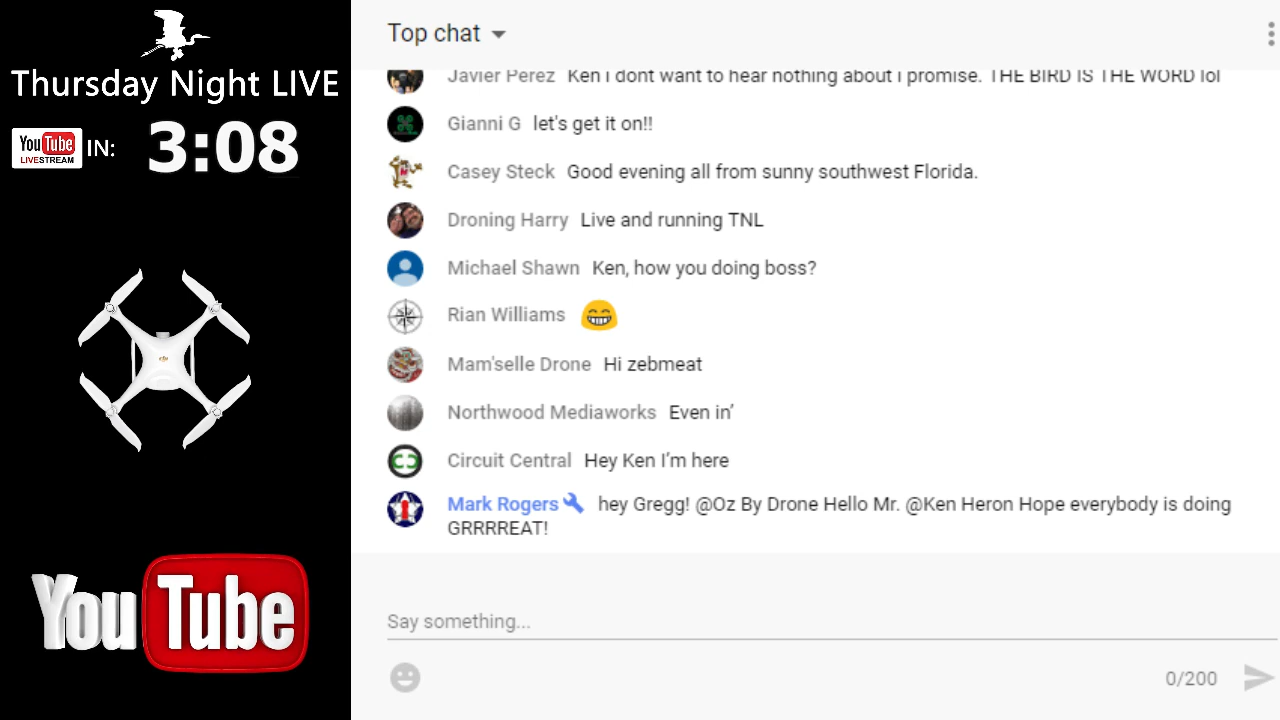 Thursday Night LIVE
YouTube
LIVESTREAM
IN:
3:08
YouTube
Top chat
Javier Perez Ken i dont want to hear nothing about i promise. THE BIRD IS THE WORD lol
Gianni G let's get it on!!
Casey Steck Good evening all from sunny southwest Florida.
Droning Harry Live and running TNL
Michael Shawn Ken, how you doing boss?
Rian Williams 😁
Mam'selle Drone Hi zebmeat
Northwood Mediaworks Even in’
Circuit Central Hey Ken I’m here
Mark Rogers hey Gregg! @Oz By Drone Hello Mr. @Ken Heron Hope everybody is doing
GRRRREAT!
Say something...
0/200